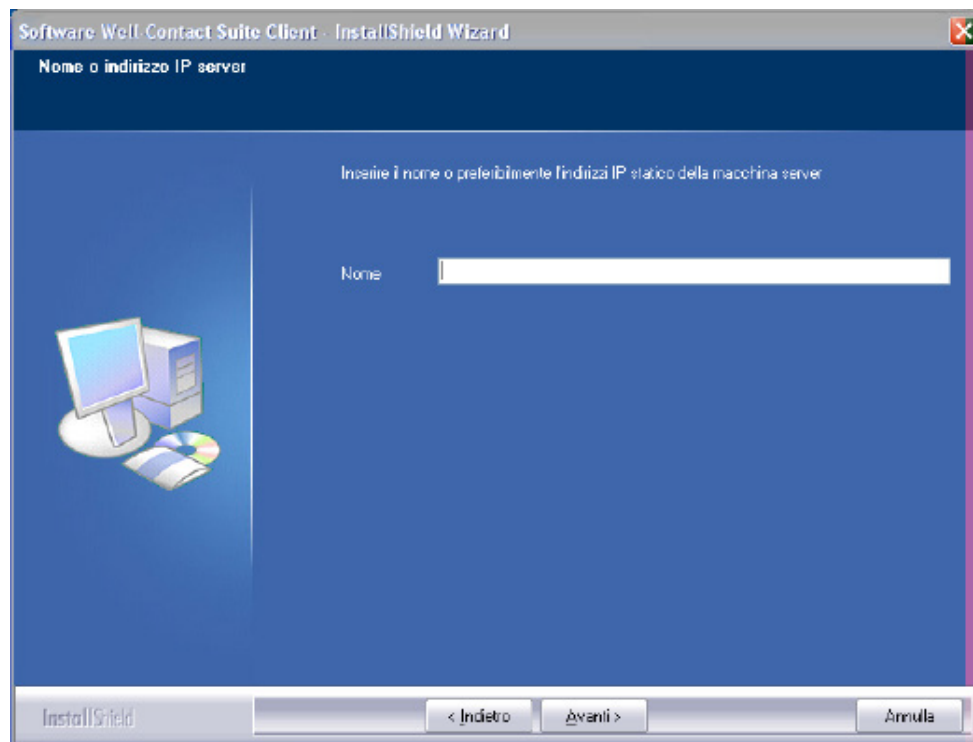 Software Well-Contact Suite Client - InstallShield Wizard
Nome o indirizzo IP server
Inserire il nome o preferibilmente l'indirizzi IP statico della macchina server
Nome
InstallShield
< Indietro
Avanti >
Annulla